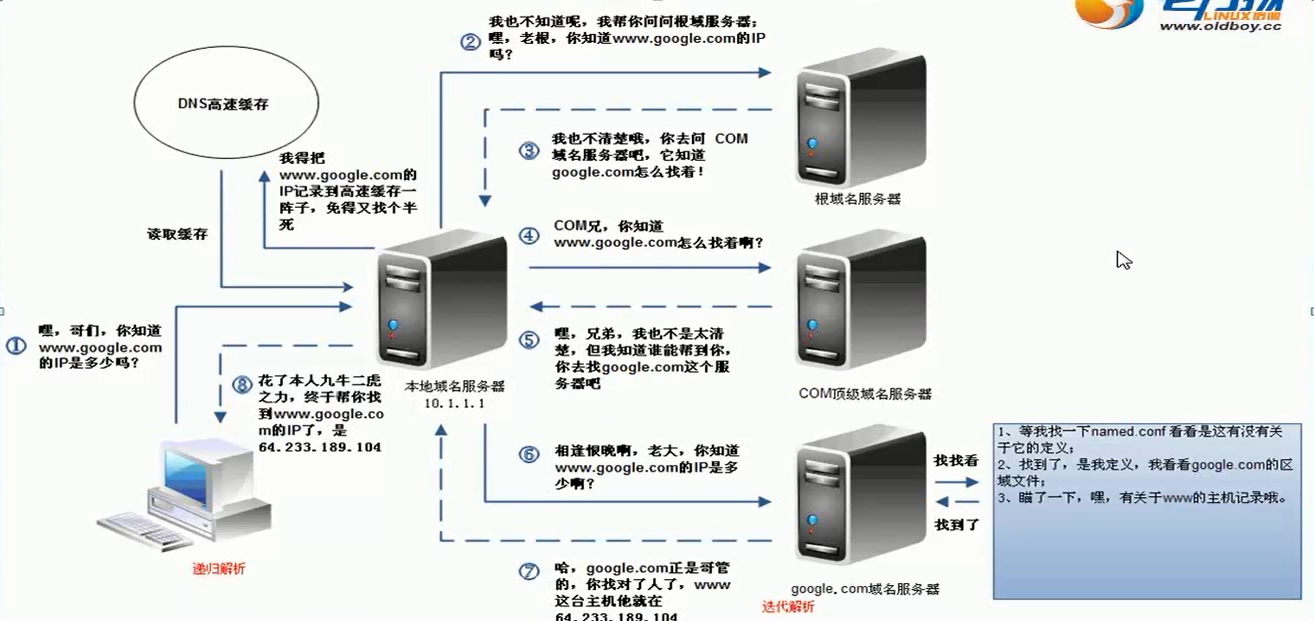 LINUX培训
www.oldboy.cc
② 我也不知道呢，我帮你问问根域服务器；
嘿，老根，你知道www.google.com的IP
吗？
DNS高速缓存
③ 我也不清楚哦，你去问 COM
域名服务器吧，它知道
google.com怎么找着！
根域名服务器
我得把
www.google.com的
IP记录到高速缓存一
阵子，免得又找个半
死
读取缓存
④ COM兄，你知道
www.google.com怎么找着啊？
① 嘿，哥们，你知道
www.google.com
的IP是多少吗？
⑤ 嘿，兄弟，我也不是太清
楚，但我知道谁能帮到你，
你去找google.com这个服
务器吧
COM顶级域名服务器
本地域名服务器
10.1.1.1
⑧ 花了本人九牛二虎
之力，终于帮你找
到www.google.co
m的IP了，是
64.233.189.104
⑥ 相逢恨晚啊，老大，你知道
www.google.com的IP是多
少啊？
找找看
找到了
1、等我找一下named.conf 看看是这有没有关
于它的定义；
2、找到了，是我定义，我看看google.com的区
域文件；
3、瞄了一下，嘿，有关于www的主机记录哦。
递归解析
⑦ 哈，google.com正是哥管
的，你找对了人了，www
这台主机他就在
64.233.189.104
google.com域名服务器
迭代解析